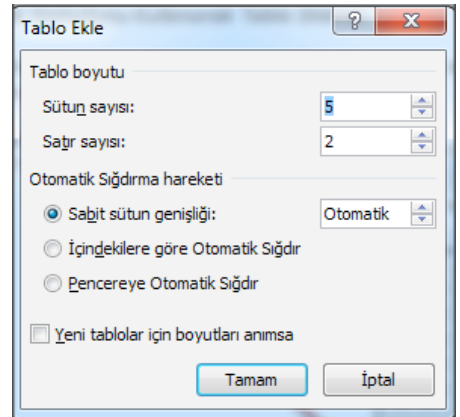 Tablo Ekle
Tablo boyutu
Sütun sayısı: 5
Satır sayısı: 2
Otomatik Sığdırma hareketi
Sabit sütun genişliği: Otomatik
İçindekilere göre Otomatik Sığdır
Pencereye Otomatik Sığdır
Yeni tablolar için boyutları anımsa
Tamam İptal